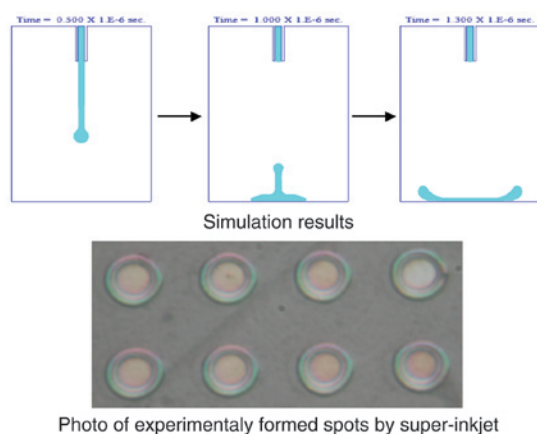 Time = 0.500 X 1.E-6 sec. Time = 1.000 X 1.E-6 sec. Time = 1.300 X 1.E-6 sec.
Simulation results
Photo of experimentaly formed spots by super-inkjet